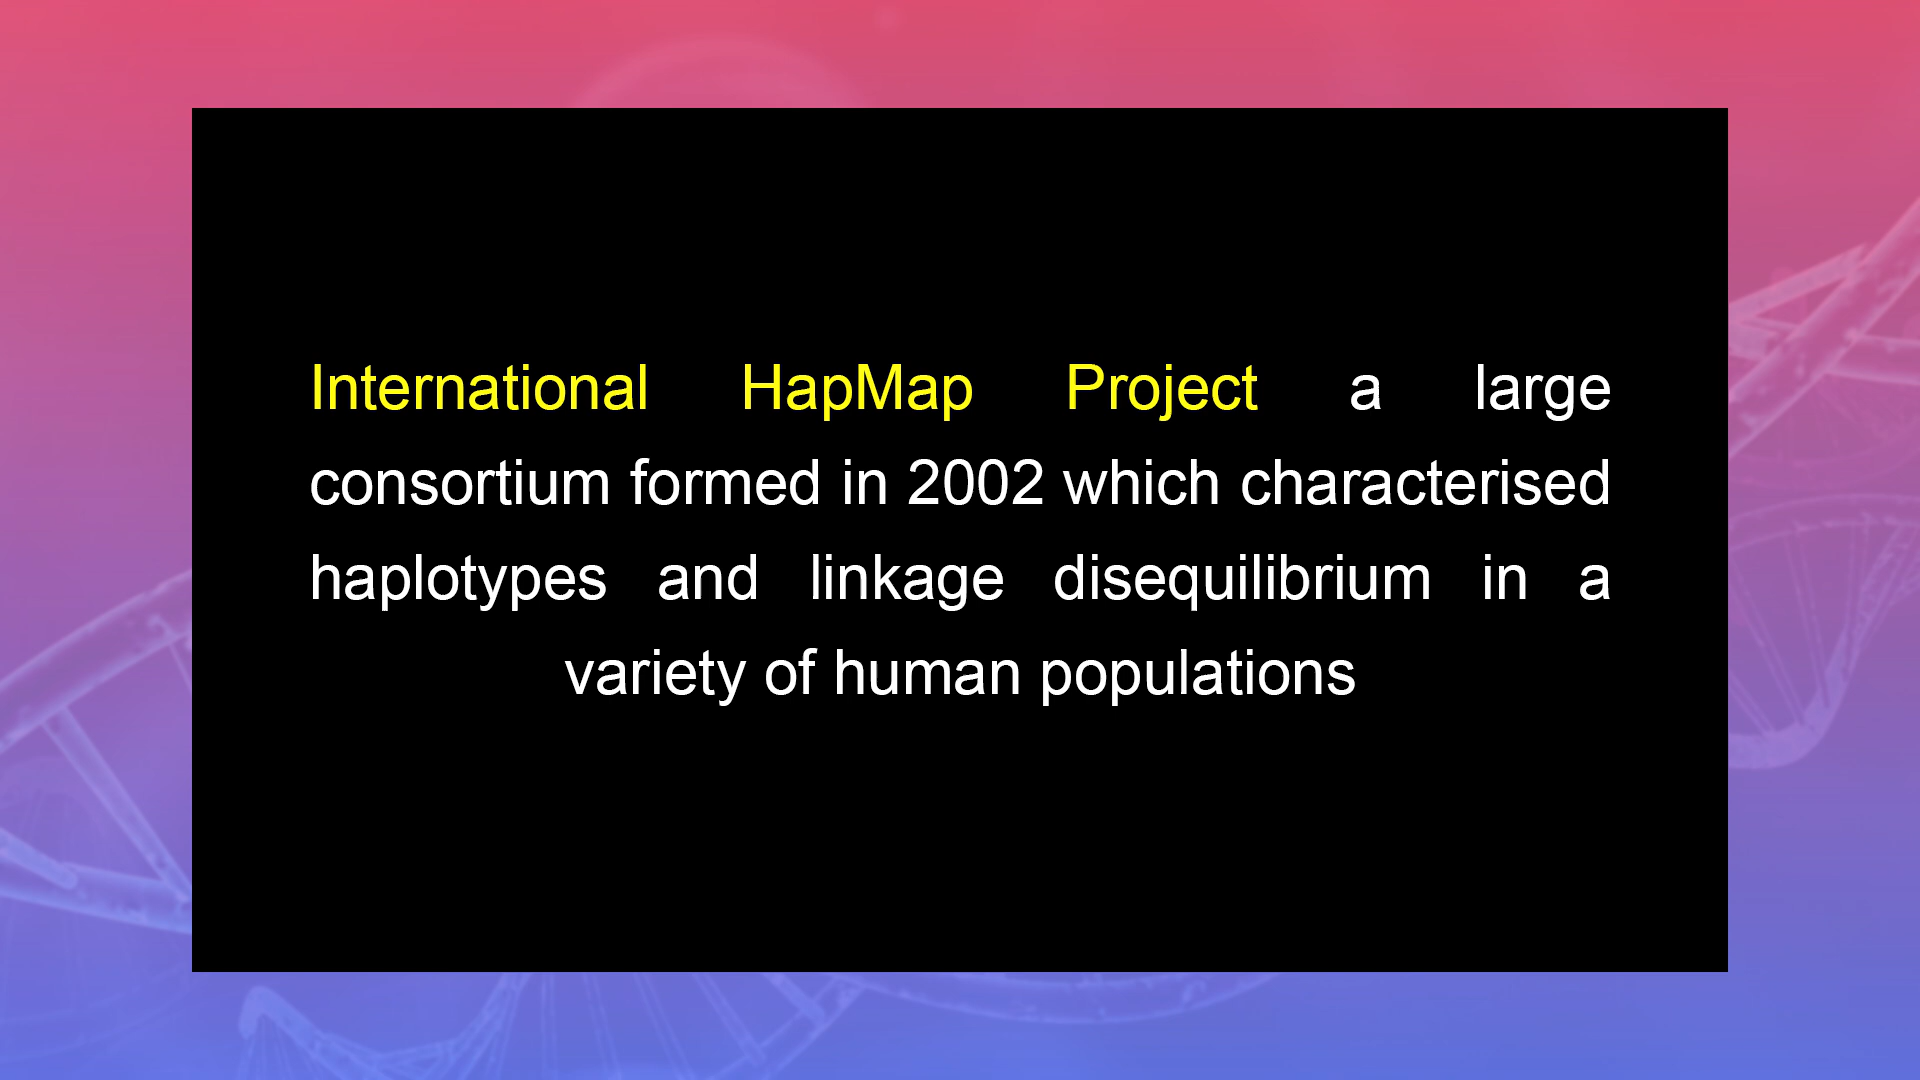 International HapMap Project a large
consortium formed in 2002 which characterised
haplotypes and linkage disequilibrium in a
variety of human populations